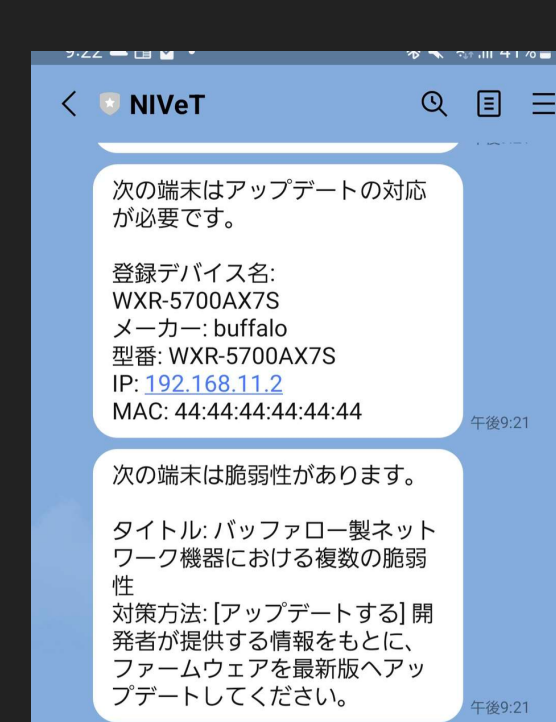 9:22
41%
NIVeT
次の端末はアップデートの対応
が必要です。
登録デバイス名:
WXR-5700AX7S
メーカー: buffalo
型番: WXR-5700AX7S
IP: 192.168.11.2
MAC: 44:44:44:44:44:44
午後9:21
次の端末は脆弱性があります。
タイトル: バッファロー製ネット
ワーク機器における複数の脆弱
性
対策方法: [アップデートする] 開
発者が提供する情報をもとに、
ファームウェアを最新版へアッ
プデートしてください。
午後9:21